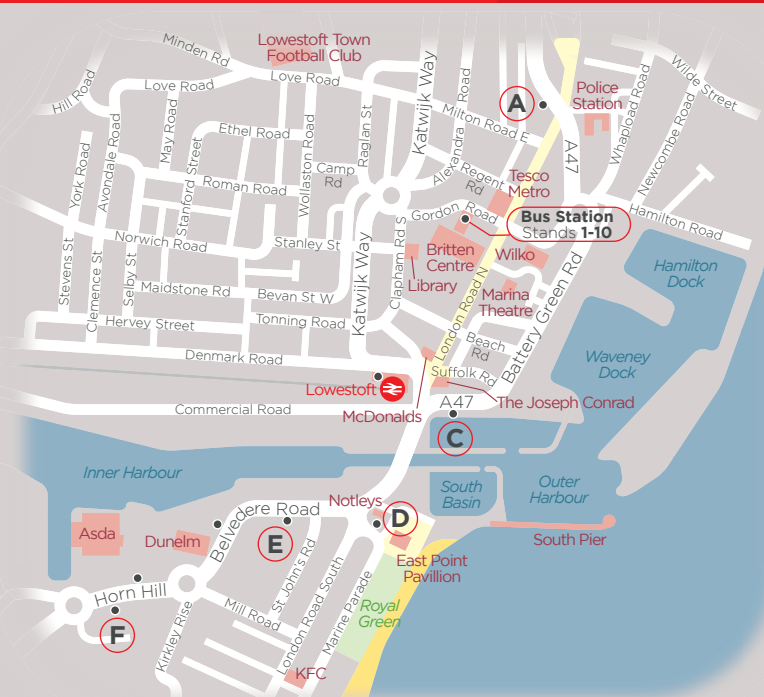 Minden Rd
Lowestoft Town
Football Club
Love Road
Love Road
Hill Road
Katwijk Way
Wilde Street
A
Police
Station
Milton Road E
Whapload Road
Newcombe Road
A47
May Road
Ethel Road
Raglan St
Alexandra Road
Avondale Road
York Road
Stanford Street
Wollaston Road
Camp
Rd
Regent
Rd
Tesco
Metro
Roman Road
Gordon Road
Bus Station
Stands 1-10
Hamilton Road
Norwich Road
Stanley St
Katwijk Way
Clapham Rd S
Britten
Centre
Wilko
Library
Hamilton
Dock
Stevens St
Clemence St
Selby St
Maidstone Rd
Bevan St W
Marina
Theatre
London Road N
Battery Green Rd
Hervey Street
Tonning Road
Beach
Rd
Denmark Road
Suffolk Rd
Waveney
Dock
Lowestoft
Commercial Road
McDonalds
A47
The Joseph Conrad
C
Inner Harbour
South
Basin
Outer
Harbour
Notleys
D
Belvedere Road
Asda
Dunelm
E
South Pier
East Point
Pavillion
Horn Hill
St John's Rd
London Road South
Marine Parade
Royal
Green
Mill Road
F
Kirkley Rise
KFC